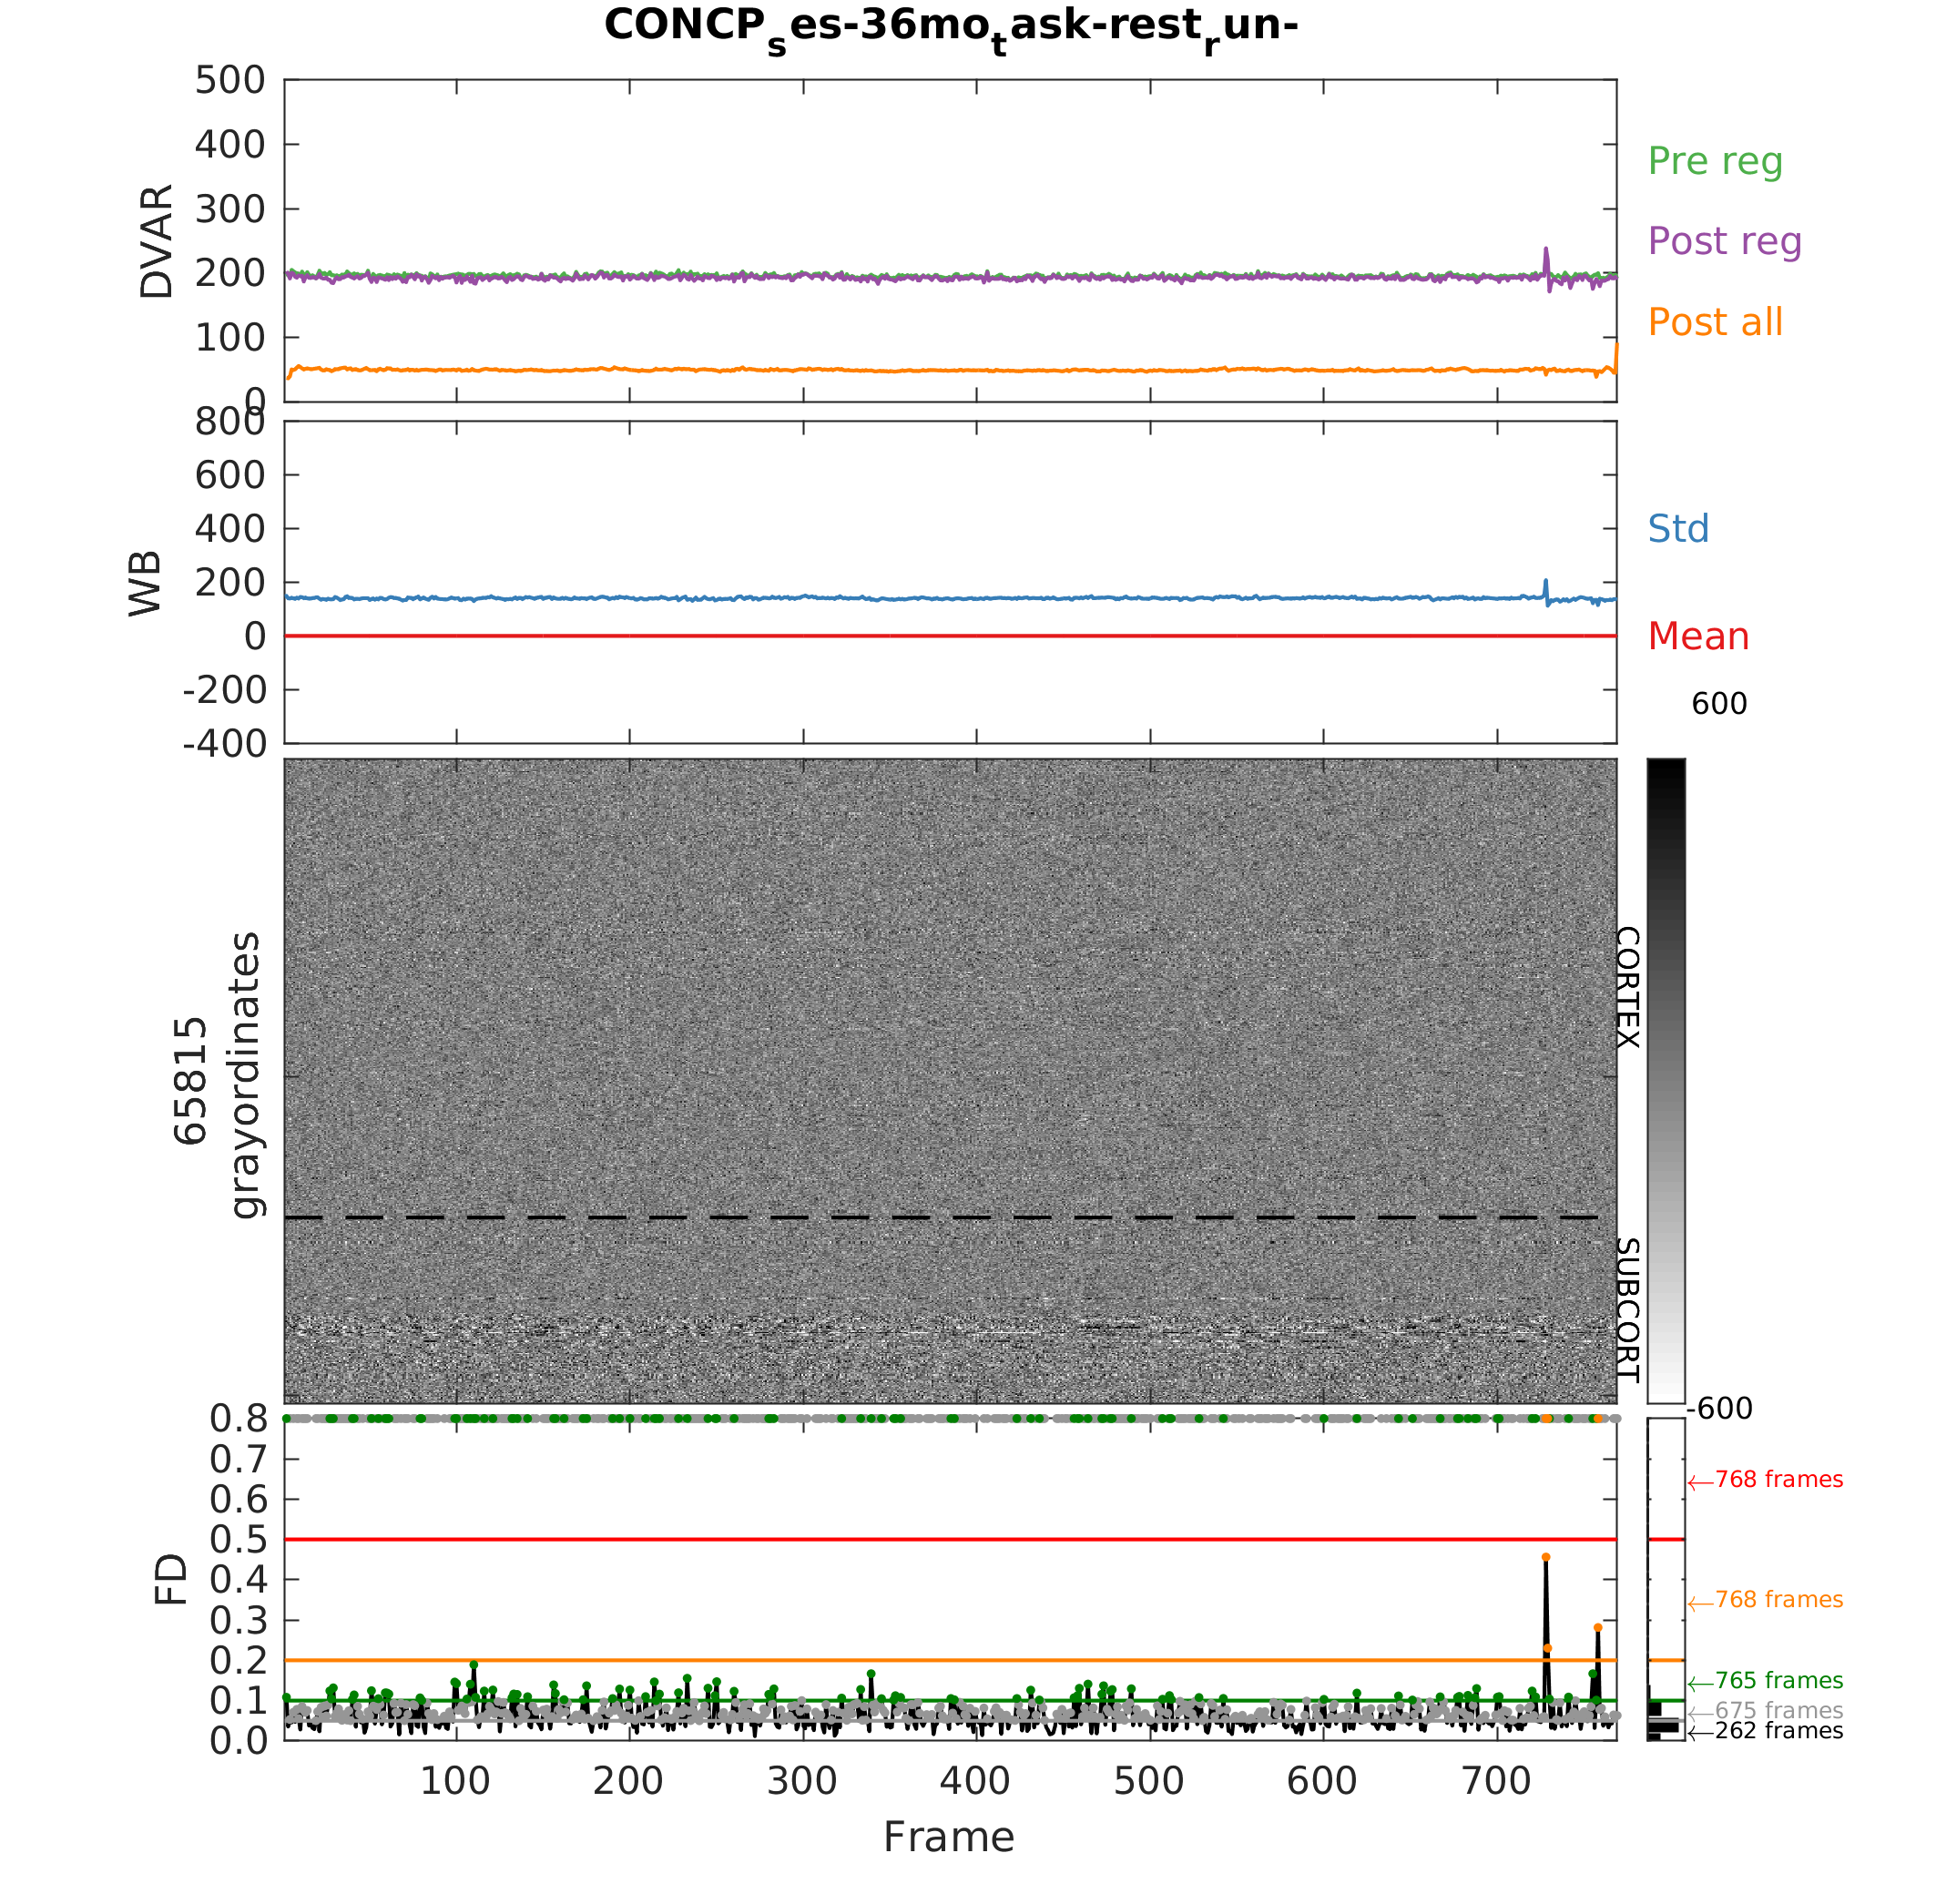 CONCPses-36motask-restrun-
500
400
300
200
100
0
DVAR
Pre reg
Post reg
Post all
800
600
400
200
0
-200
-400
WB
Std
Mean
600
65815
grayordinates
CORTEX
SUBCORT
-600
0.8
0.7
0.6
0.5
0.4
0.3
0.2
0.1
0.0
FD
←768 frames
←768 frames
←765 frames
←675 frames
←262 frames
100 200 300 400 500 600 700
Frame